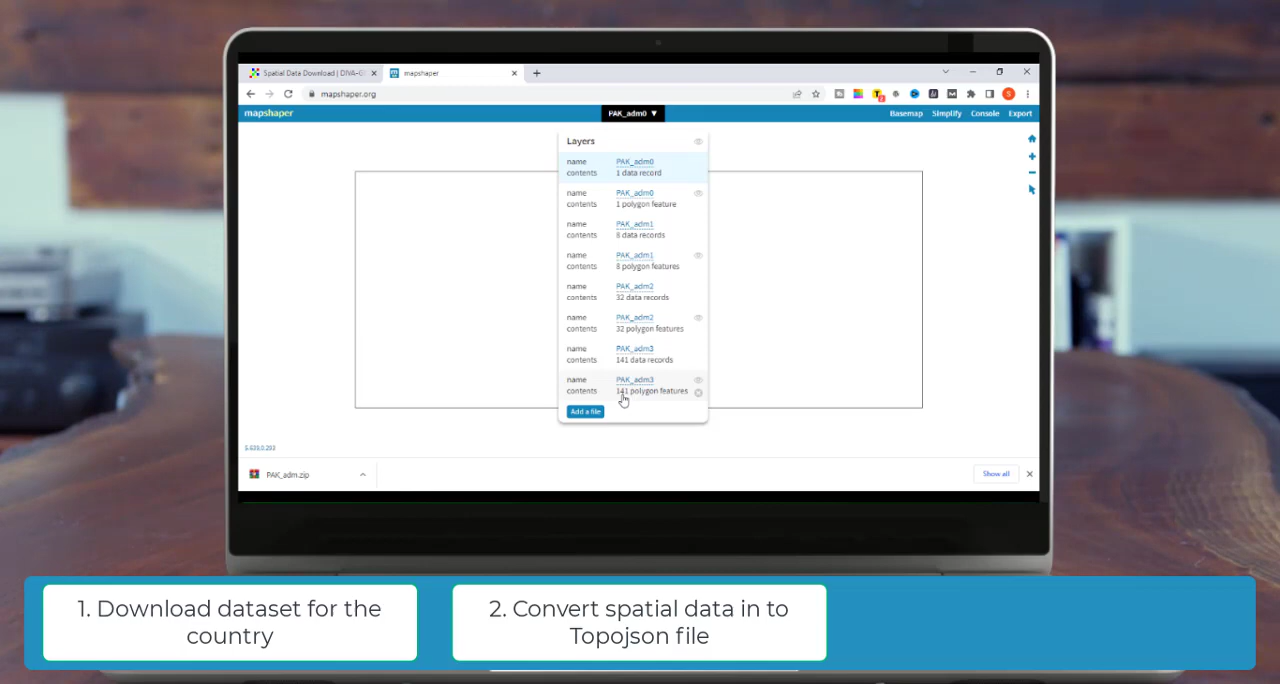 Spatial Data Download | DIVA-G
mapshaper
mapshaper.org
mapshaper
PAK_adm0 ▼
Basemap Simplify Console Export
Layers
name PAK_adm0
contents 1 data record
name PAK_adm0
contents 1 polygon feature
name PAK_adm1
contents 8 data records
name PAK_adm1
contents 8 polygon features
name PAK_adm2
contents 32 data records
name PAK_adm2
contents 32 polygon features
name PAK_adm3
contents 141 data records
name PAK_adm3
contents 141 polygon features
Add a file
PAK_adm.zip
Show all
1. Download dataset for the
country
2. Convert spatial data in to
Topojson file